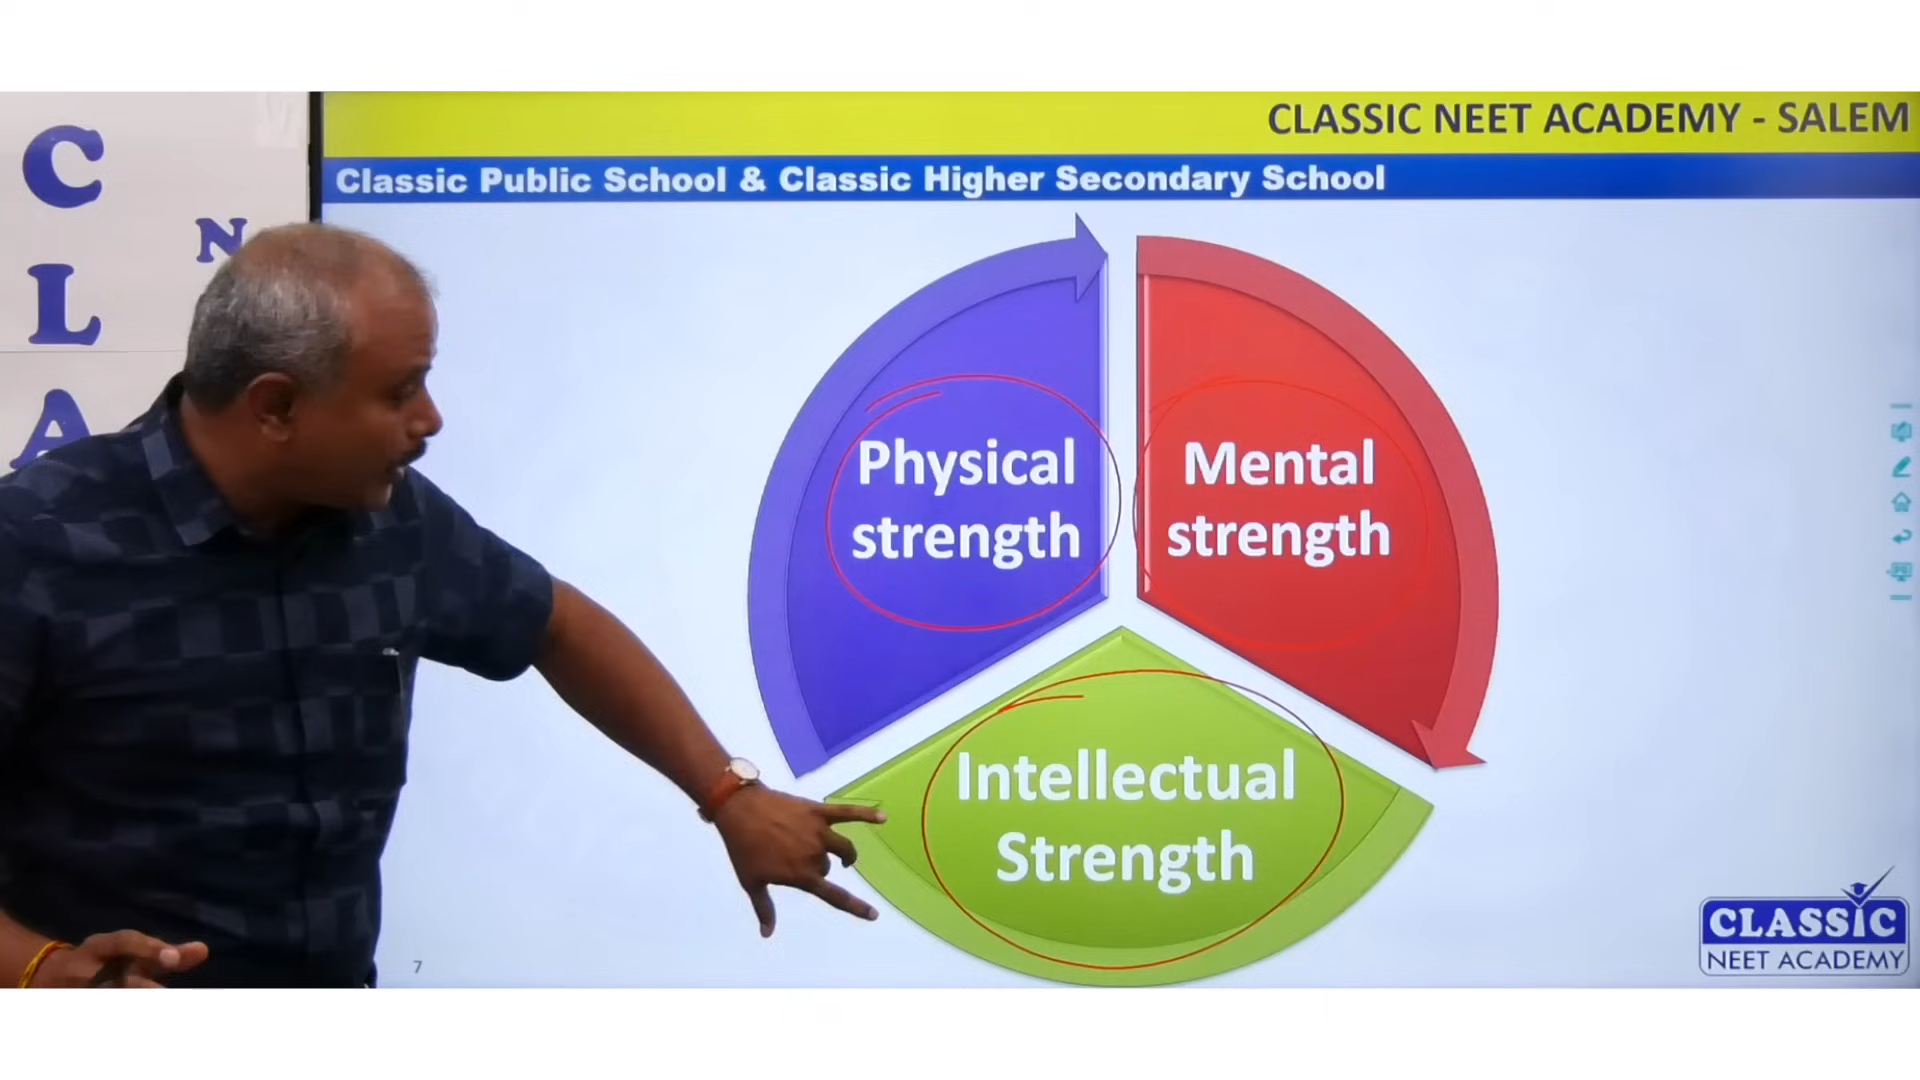 C
L
A
N
CLASSIC NEET ACADEMY - SALEM
Classic Public School & Classic Higher Secondary School
Physical
strength
Mental
strength
Intellectual
Strength
7
CLASSIC
NEET ACADEMY